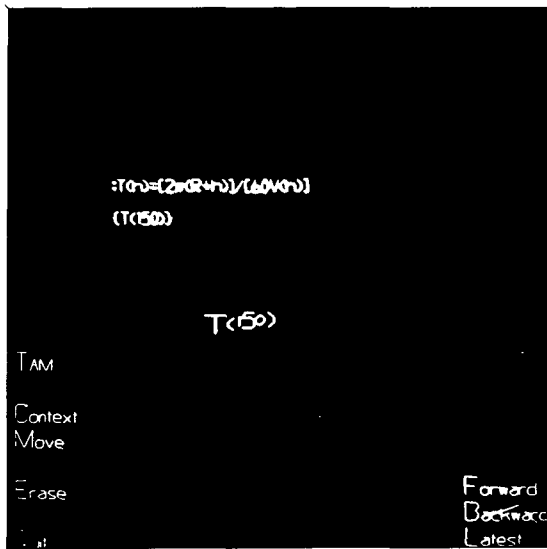 :T(h)=[2π(R+h)]/[60V(h)]
{T(150)}
T(150)
TAM
Context
Move
Erase
Forward
Backward
Latest